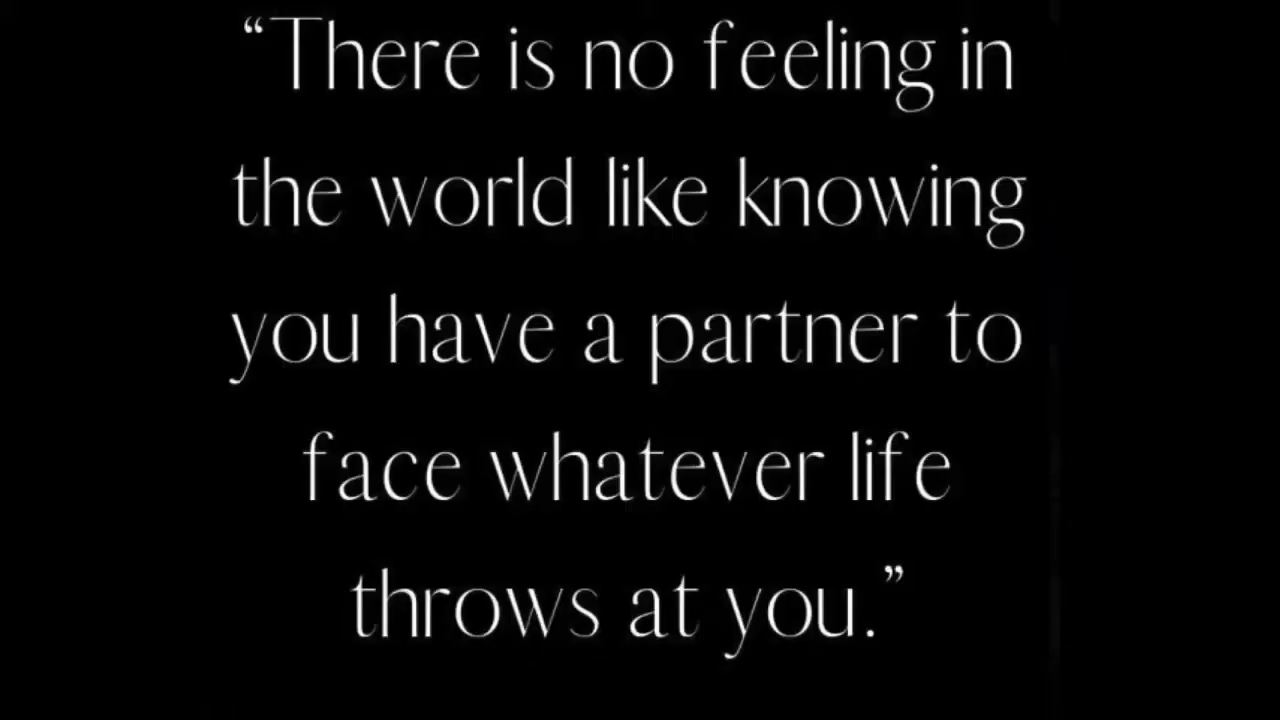 “There is no feeling in
the world like knowing
you have a partner to
face whatever life
throws at you.”